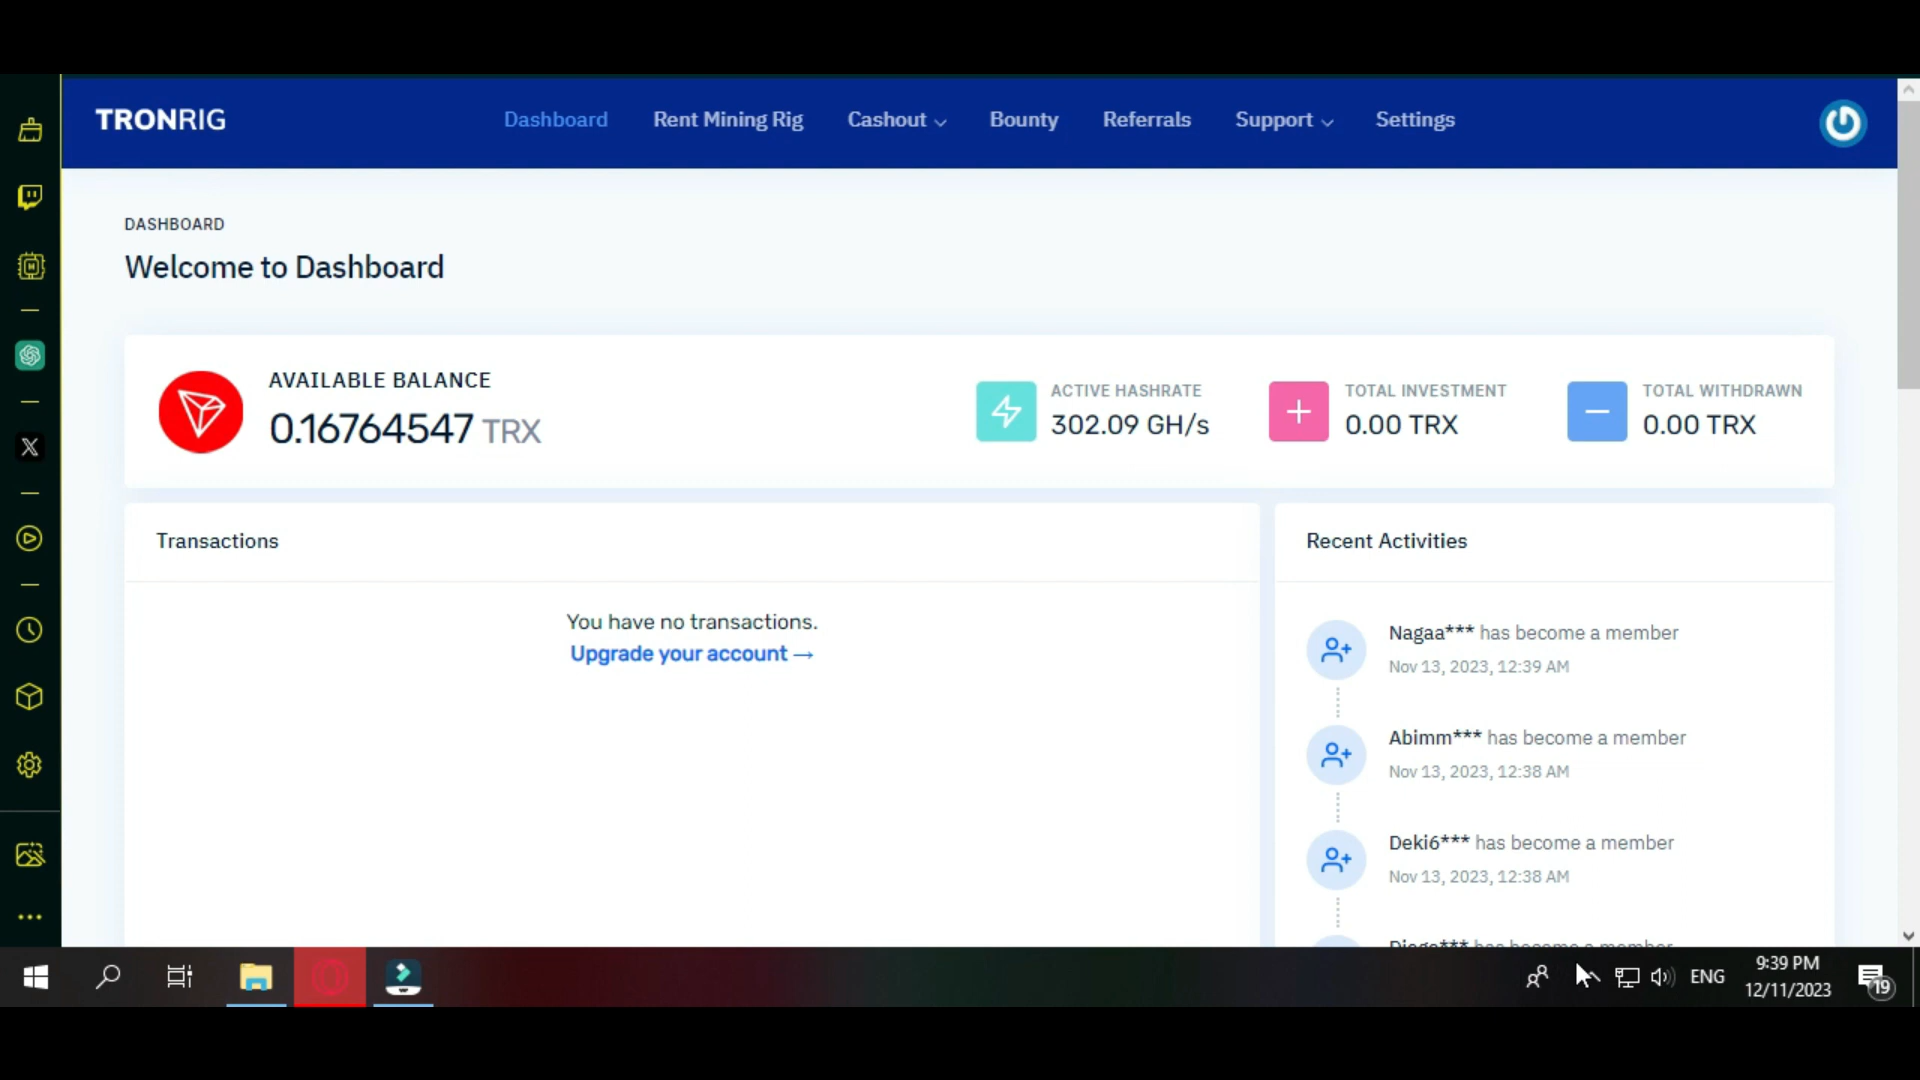 TRONRIG
Dashboard Rent Mining Rig Cashout Bounty Referrals Support Settings
DASHBOARD
Welcome to Dashboard
AVAILABLE BALANCE
0.16764547 TRX
ACTIVE HASHRATE
302.09 GH/s
TOTAL INVESTMENT
0.00 TRX
TOTAL WITHDRAWN
0.00 TRX
Transactions
You have no transactions.
Upgrade your account →
Recent Activities
Nagaa*** has become a member
Nov 13, 2023, 12:39 AM
Abimm*** has become a member
Nov 13, 2023, 12:38 AM
Deki6*** has become a member
Nov 13, 2023, 12:38 AM
has become a member
ENG
9:39 PM
12/11/2023
19